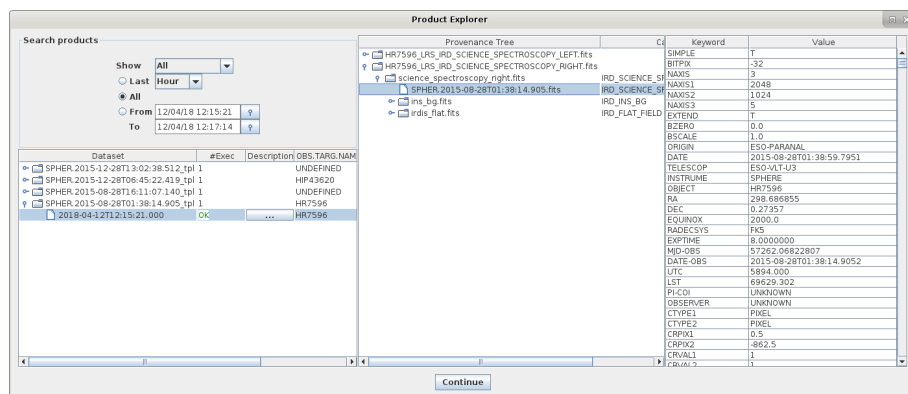 Product Explorer
Search products
Show All
Last Hour
All
From 12/04/18 12:15:21
To 12/04/18 12:17:14
Dataset #Exec Description OBS.TARG.NAM
SPHER.2015-12-28T13:02:38.512_tpl 1 UNDEFINED
SPHER.2015-12-28T06:45:22.419_tpl 1 HIP43620
SPHER.2015-08-28T16:11:07.140_tpl 1 UNDEFINED
SPHER.2015-08-28T01:38:14.905_tpl 1 HR7596
2018-04-12T12:15:21.000 OK ... HR7596
Provenance Tree Ca
HR7596_LRS_IRD_SCIENCE_SPECTROSCOPY_LEFT.fits
HR7596_LRS_IRD_SCIENCE_SPECTROSCOPY_RIGHT.fits
science_spectroscopy_right.fits IRD_SCIENCE_SP
SPHER.2015-08-28T01:38:14.905.fits IRD_SCIENCE_SP
ins_bg.fits IRD_INS_BG
irdis_flat.fits IRD_FLAT_FIELD
Keyword Value
SIMPLE T
BITPIX -32
NAXIS 3
NAXIS1 2048
NAXIS2 1024
NAXIS3 5
EXTEND T
BZERO 0.0
BSCALE 1.0
ORIGIN ESO-PARANAL
DATE 2015-08-28T01:38:59.7951
TELESCOP ESO-VLT-U3
INSTRUME SPHERE
OBJECT HR7596
RA 298.686855
DEC 0.27357
EQUINOX 2000.0
RADECSYS FK5
EXPTIME 8.0000000
MJD-OBS 57262.06822807
DATE-OBS 2015-08-28T01:38:14.9052
UTC 5894.000
LST 69629.302
PI-COI UNKNOWN
OBSERVER UNKNOWN
CTYPE1 PIXEL
CTYPE2 PIXEL
CRPIX1 0.5
CRPIX2 -862.5
CRVAL1 1
CRVAL2 1
Continue